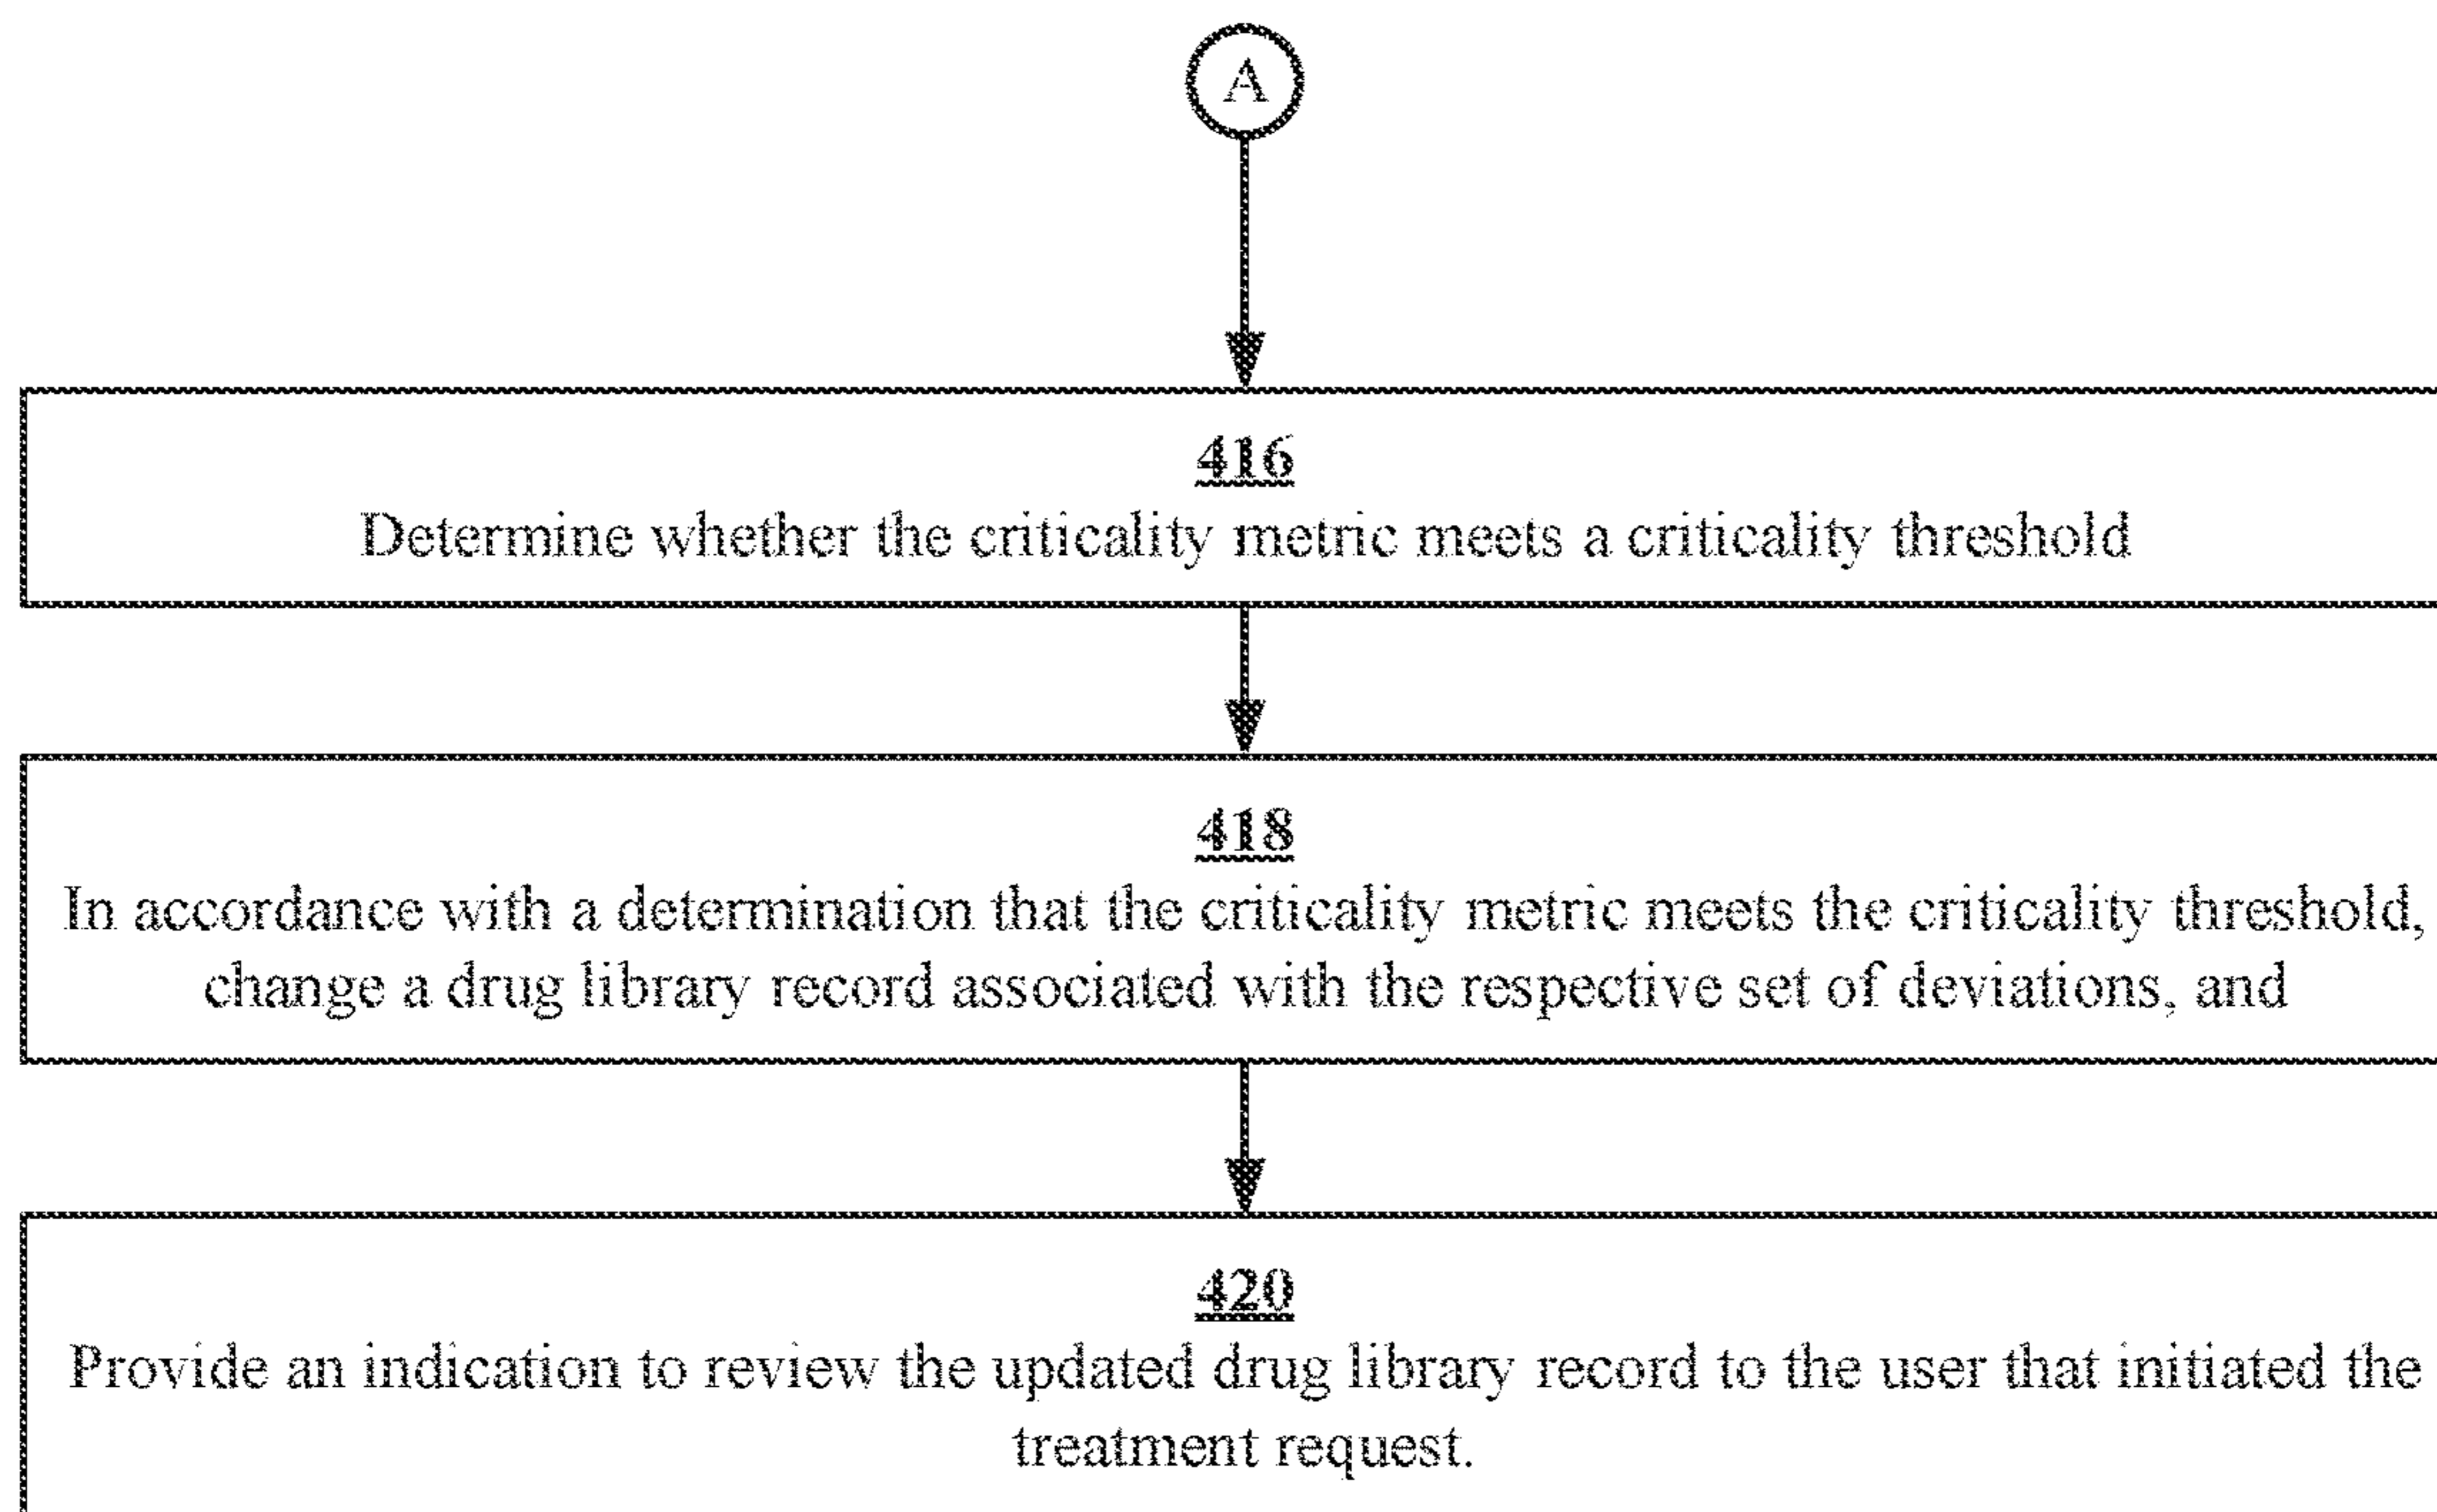 A
416
Determine whether the criticality metric meets a criticality threshold
418
In accordance with a determination that the criticality metric meets the criticality threshold,
change a drug library record associated with the respective set of deviations, and
420
Provide an indication to review the updated drug library record to the user that initiated the
treatment request.